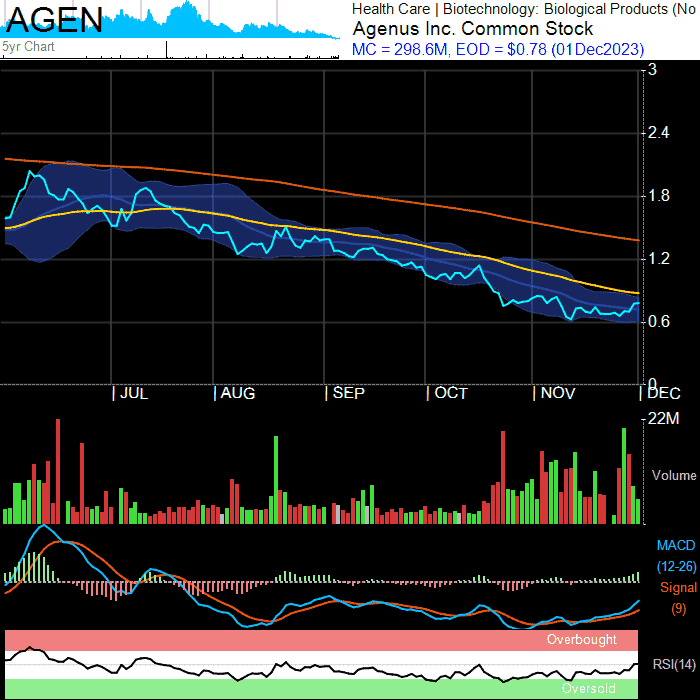 AGEN
5yr Chart
Health Care | Biotechnology: Biological Products (No
Agenus Inc. Common Stock
MC = 298.6M, EOD = $0.78 (01Dec2023)
3
2.4
1.8
1.2
0.6
0
JUL
AUG
SEP
OCT
NOV
DEC
22M
Volume
MACD
(12-26)
Signal
(9)
Overbought
RSI(14)
Oversold